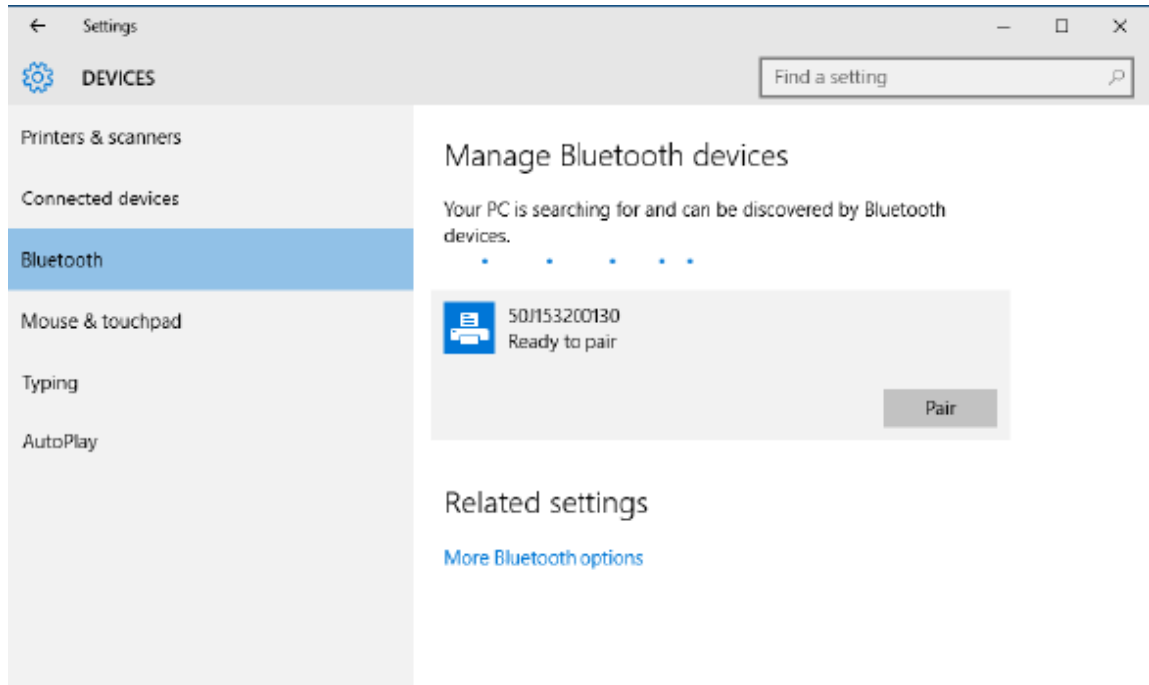 Settings
DEVICES
Find a setting
Printers & scanners
Connected devices
Bluetooth
Mouse & touchpad
Typing
AutoPlay
Manage Bluetooth devices
Your PC is searching for and can be discovered by Bluetooth
devices.
50J153200130
Ready to pair
Pair
Related settings
More Bluetooth options